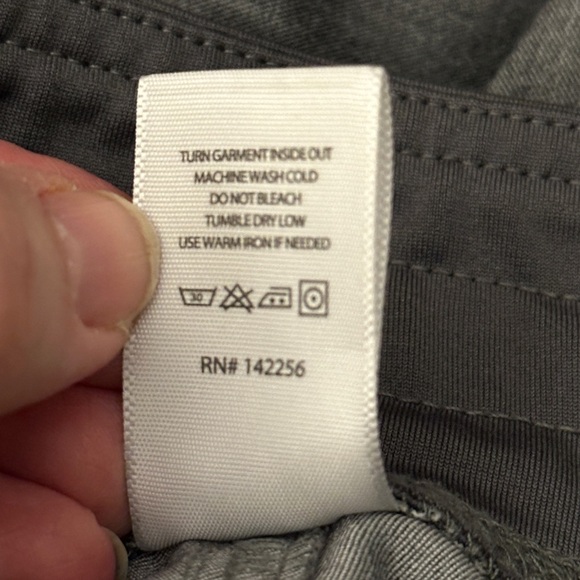 TURN GARMENT INSIDE OUT
MACHINE WASH COLD
DO NOT BLEACH
TUMBLE DRY LOW
USE WARM IRON IF NEEDED
30
RN# 142256